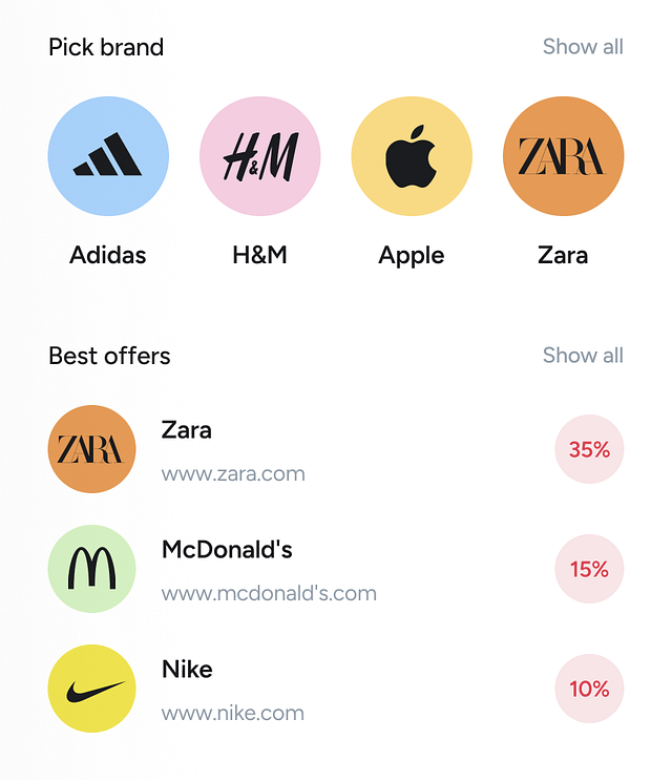 Pick brand Show all
H&M ZARA
Adidas H&M Apple Zara
Best offers Show all
ZARA
Zara
www.zara.com
35%
McDonald's
www.mcdonald's.com
15%
Nike
www.nike.com
10%